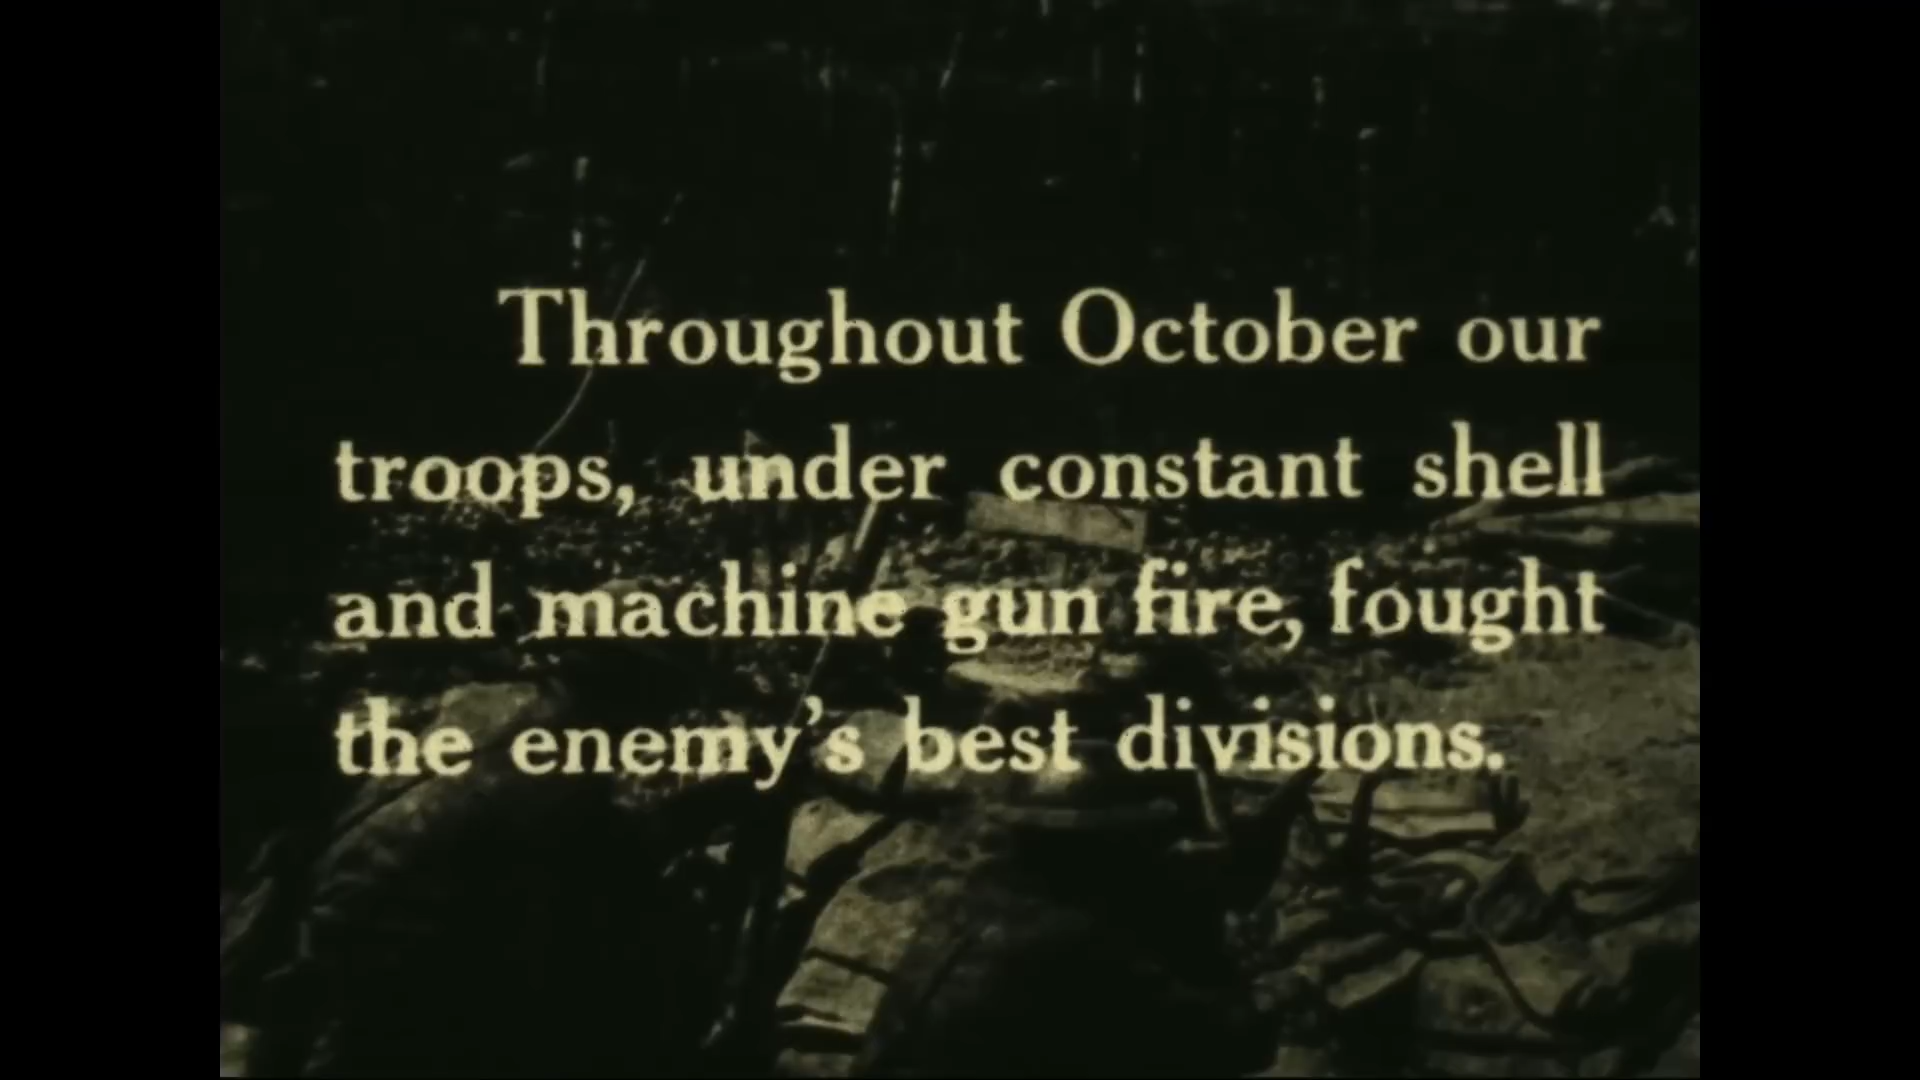 Throughout October our
troops, under constant shell
and machine gun fire, fought
the enemy's best divisions.